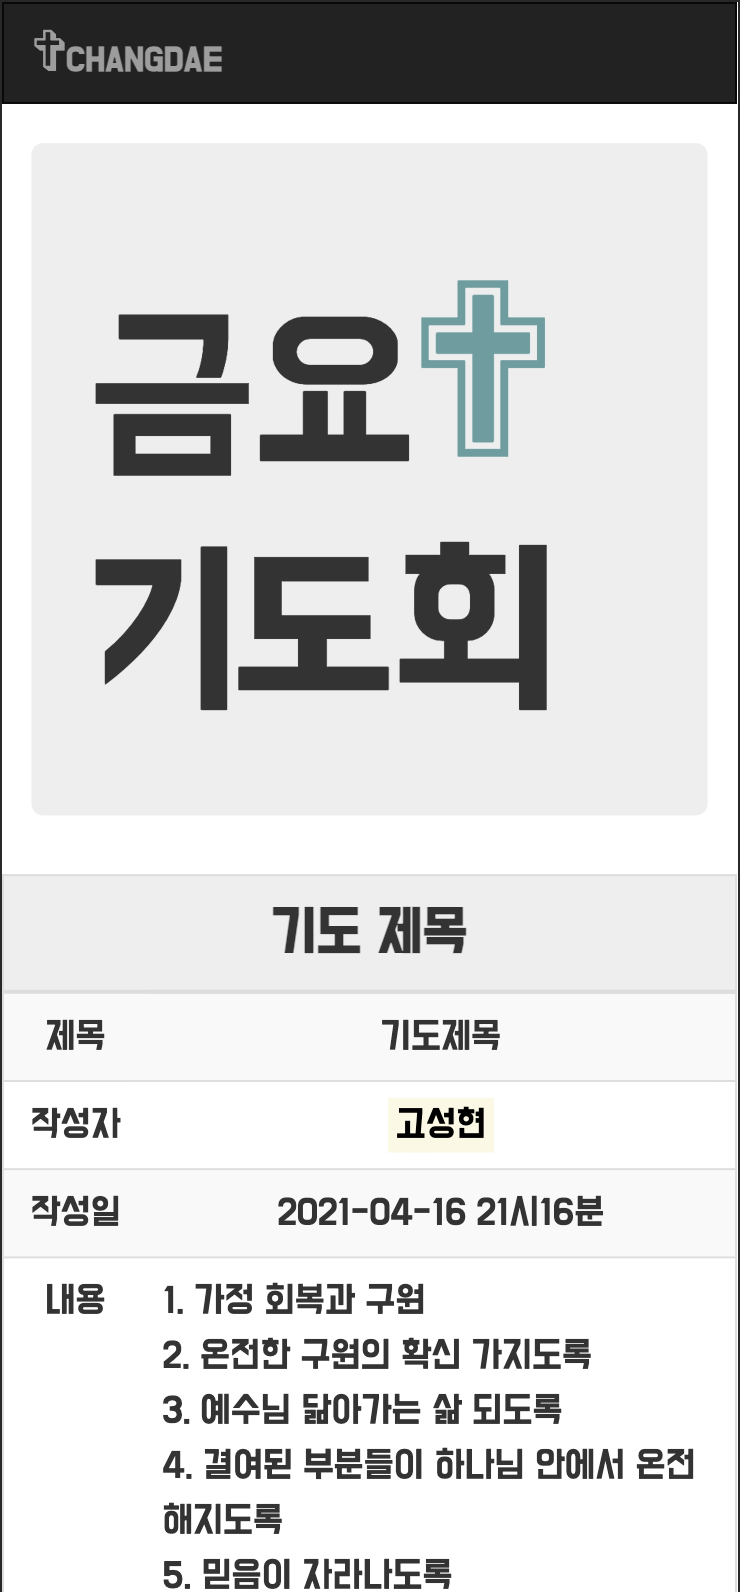 CHANGDAE
금요
기도회
기도 제목
제목 기도제목
작성자 고성현
작성일 2021-04-16 21시16분
내용 1. 가정 회복과 구원
2. 온전한 구원의 확신 가지도록
3. 예수님 닮아가는 삶 되도록
4. 결여된 부분들이 하나님 안에서 온전
해지도록
5. 믿음이 자라나도록